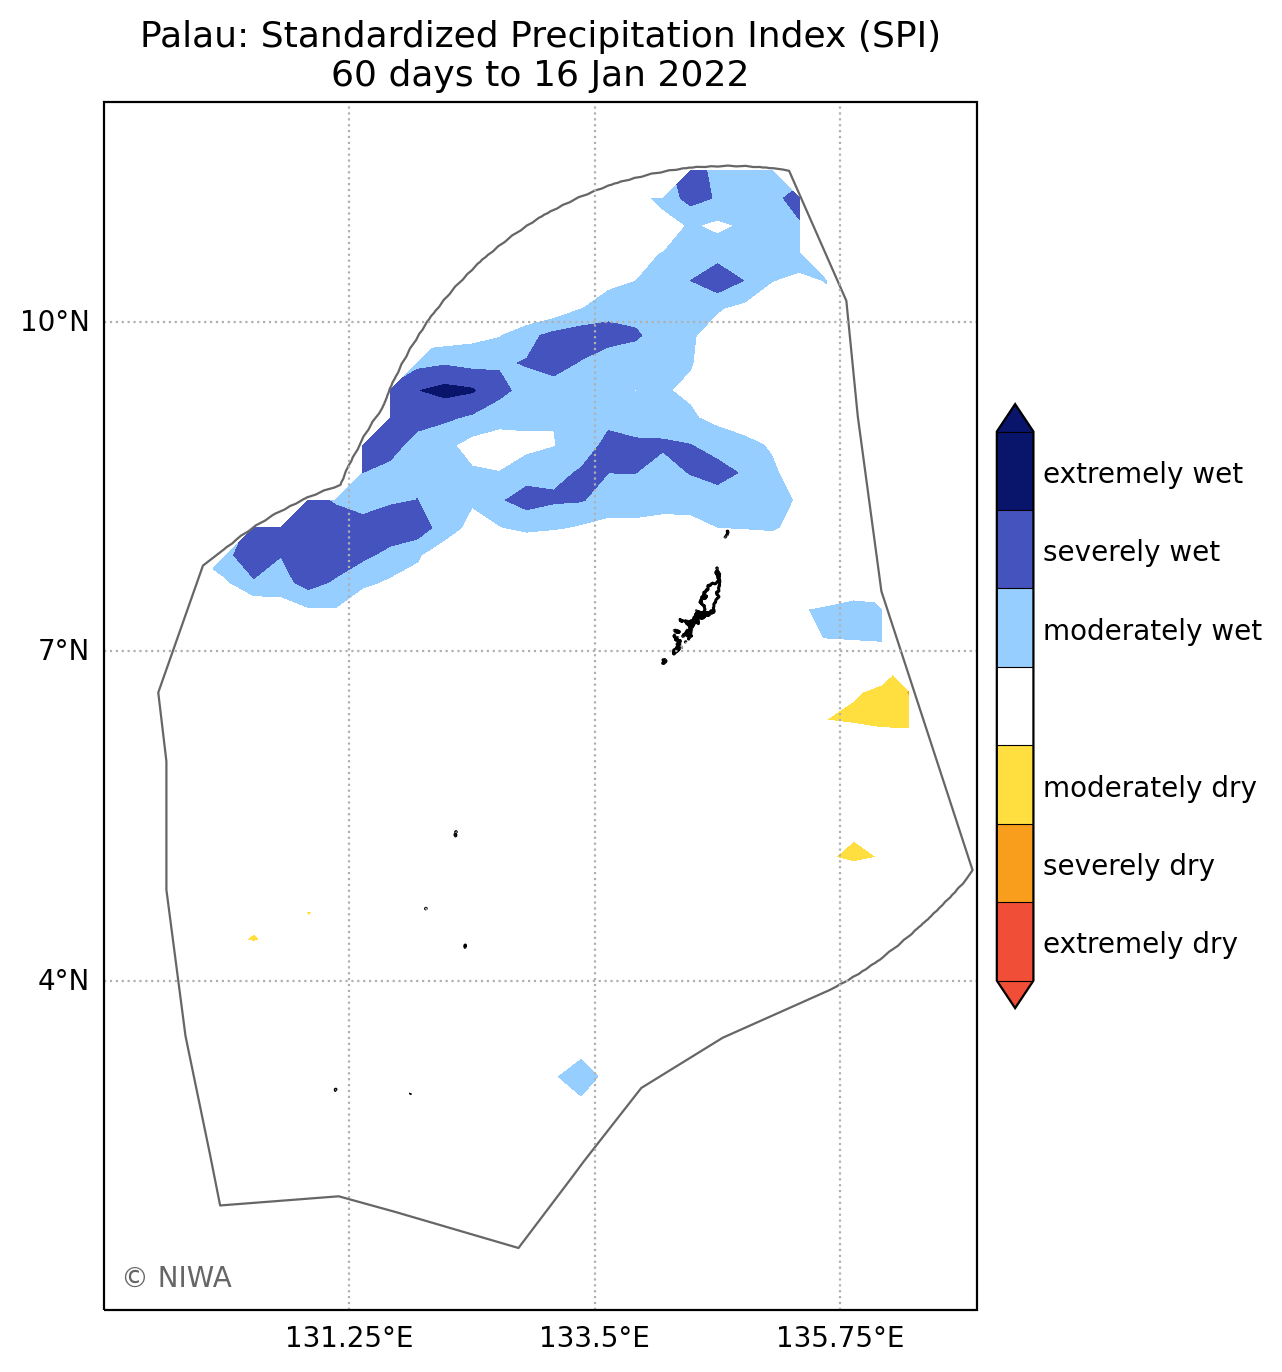 Palau: Standardized Precipitation Index (SPI)
60 days to 16 Jan 2022
10°N
7°N
4°N
131.25°E
133.5°E
135.75°E
extremely wet
severely wet
moderately wet
moderately dry
severely dry
extremely dry
© NIWA